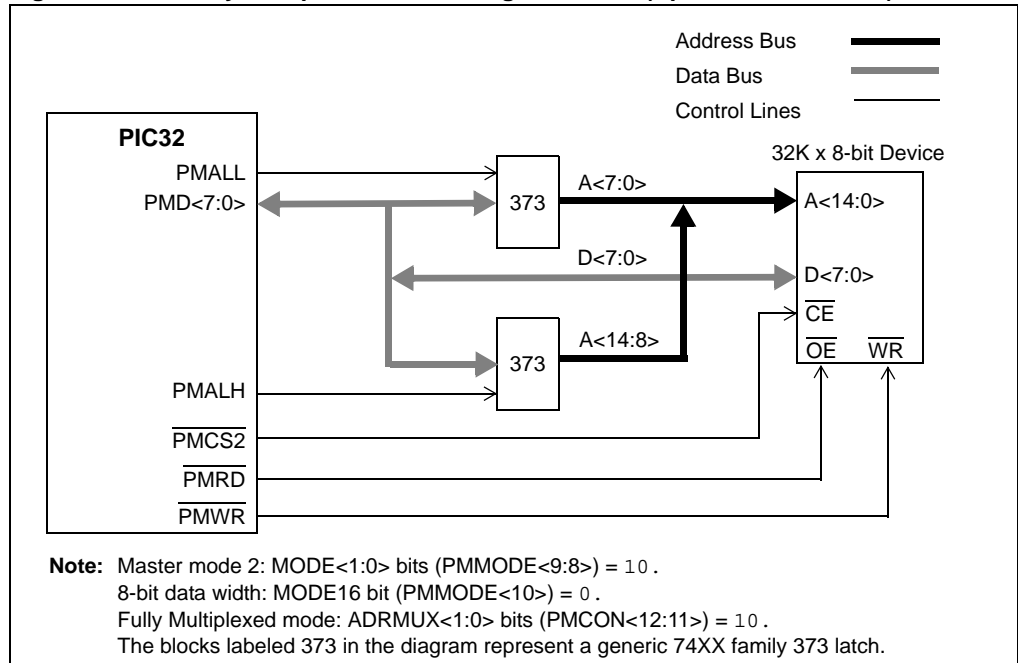 Address Bus
Data Bus
Control Lines
PIC32
32K x 8-bit Device
PMALL
A<7:0>
PMD<7:0>
373
A<14:0>
D<7:0>
D<7:0>
CE
A<14:8>
OE WR
373
PMALH
PMCS2
PMRD
PMWR
Note: Master mode 2: MODE<1:0> bits (PMMODE<9:8>) = 10.
8-bit data width: MODE16 bit (PMMODE<10>) = 0.
Fully Multiplexed mode: ADRMUX<1:0> bits (PMCON<12:11>) = 10.
The blocks labeled 373 in the diagram represent a generic 74XX family 373 latch.